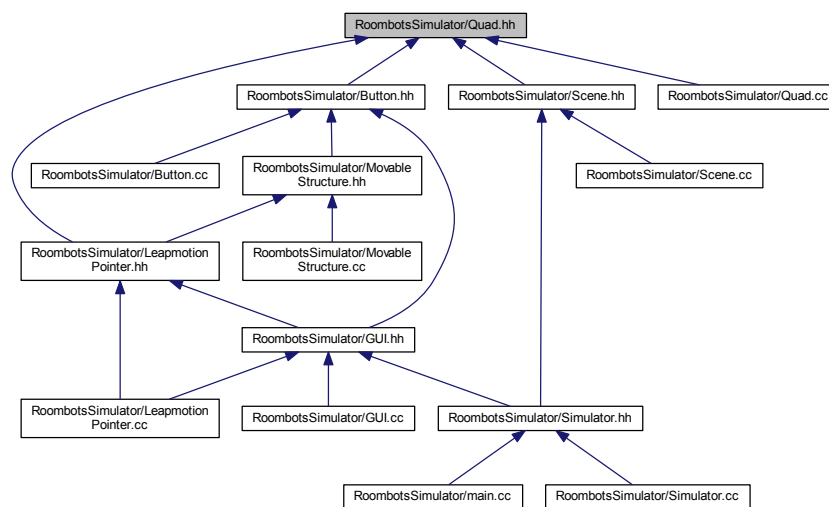 RoombotsSimulator/Quad.hh
RoombotsSimulator/Button.hh
RoombotsSimulator/Scene.hh
RoombotsSimulator/Quad.cc
RoombotsSimulator/Button.cc
RoombotsSimulator/Movable
Structure.hh
RoombotsSimulator/Scene.cc
RoombotsSimulator/Leapmotion
Pointer.hh
RoombotsSimulator/Movable
Structure.cc
RoombotsSimulator/GUI.hh
RoombotsSimulator/Leapmotion
Pointer.cc
RoombotsSimulator/GUI.cc
RoombotsSimulator/Simulator.hh
RoombotsSimulator/main.cc
RoombotsSimulator/Simulator.cc